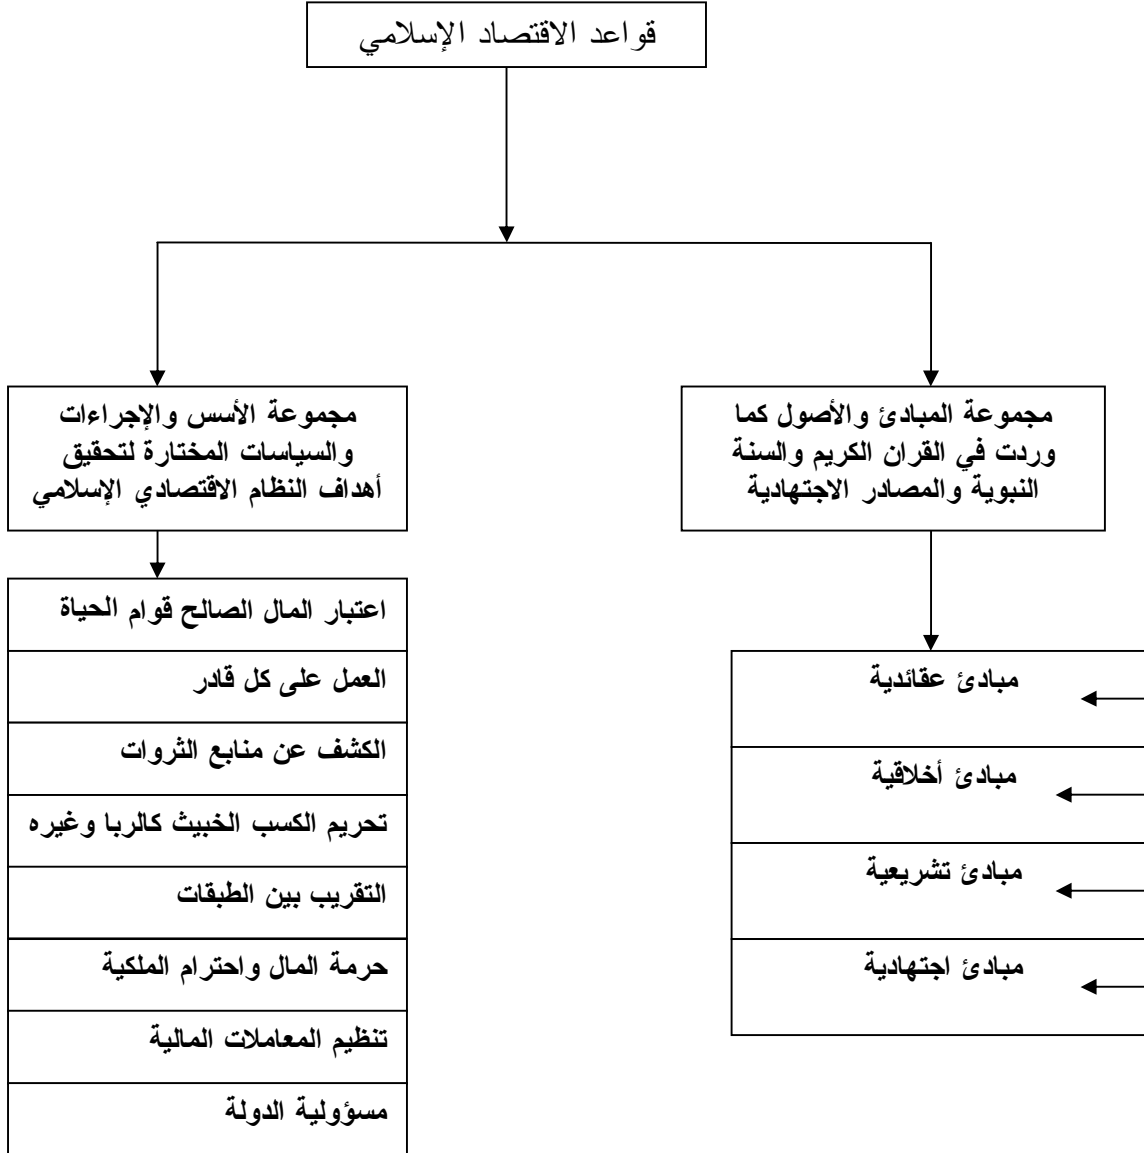 قواعد الاقتصاد الإسلامي
مجموعة المبادئ والأصول كما
وردت في القران الكريم والسنة
النبوية والمصادر الاجتهادية
مبادئ عقائدية
مبادئ أخلاقية
مبادئ تشريعية
مبادئ اجتهادية
مجموعة الأسس والإجراءات
والسياسات المختارة لتحقيق
أهداف النظام الاقتصادي الإسلامي
اعتبار المال الصالح قوام الحياة
العمل على كل قادر
الكشف عن منابع الثروات
تحريم الكسب الخبيث كالربا وغيره
التقريب بين الطبقات
حرمة المال واحترام الملكية
تنظيم المعاملات المالية
مسؤولية الدولة